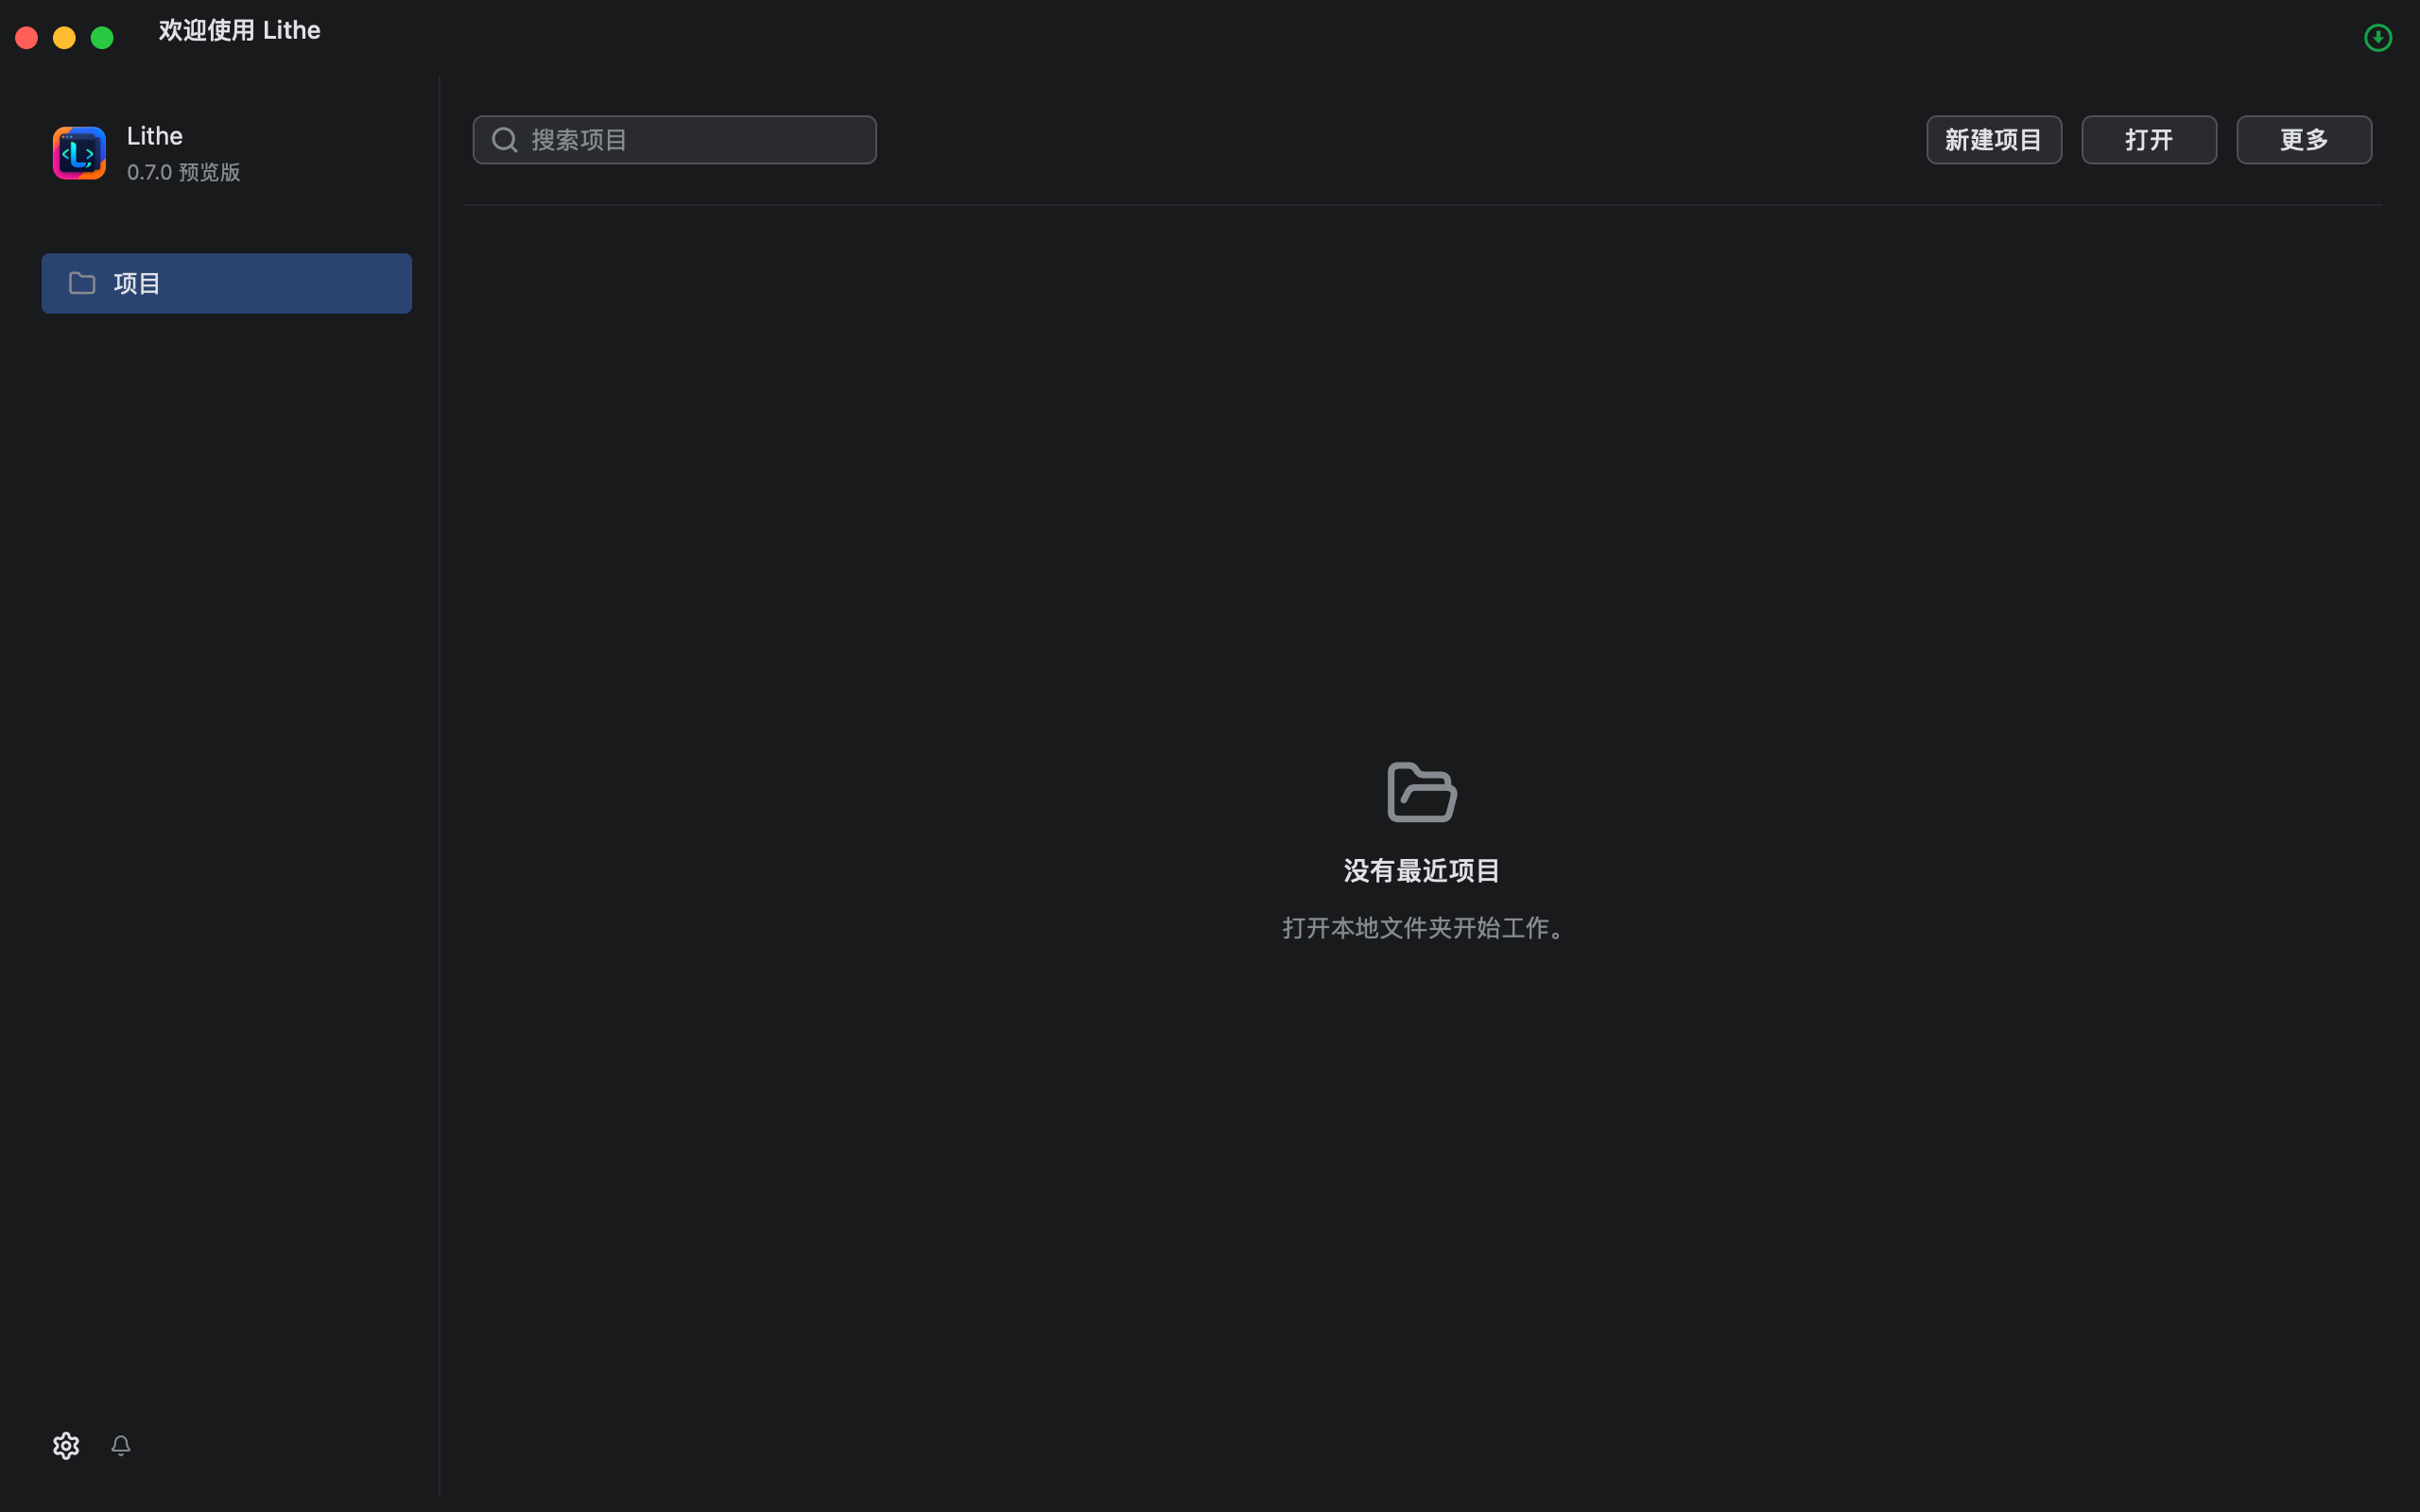 欢迎使用 Lithe
Lithe
0.7.0 预览版
项目
搜索项目
新建项目
打开
更多
没有最近项目
打开本地文件夹开始工作。